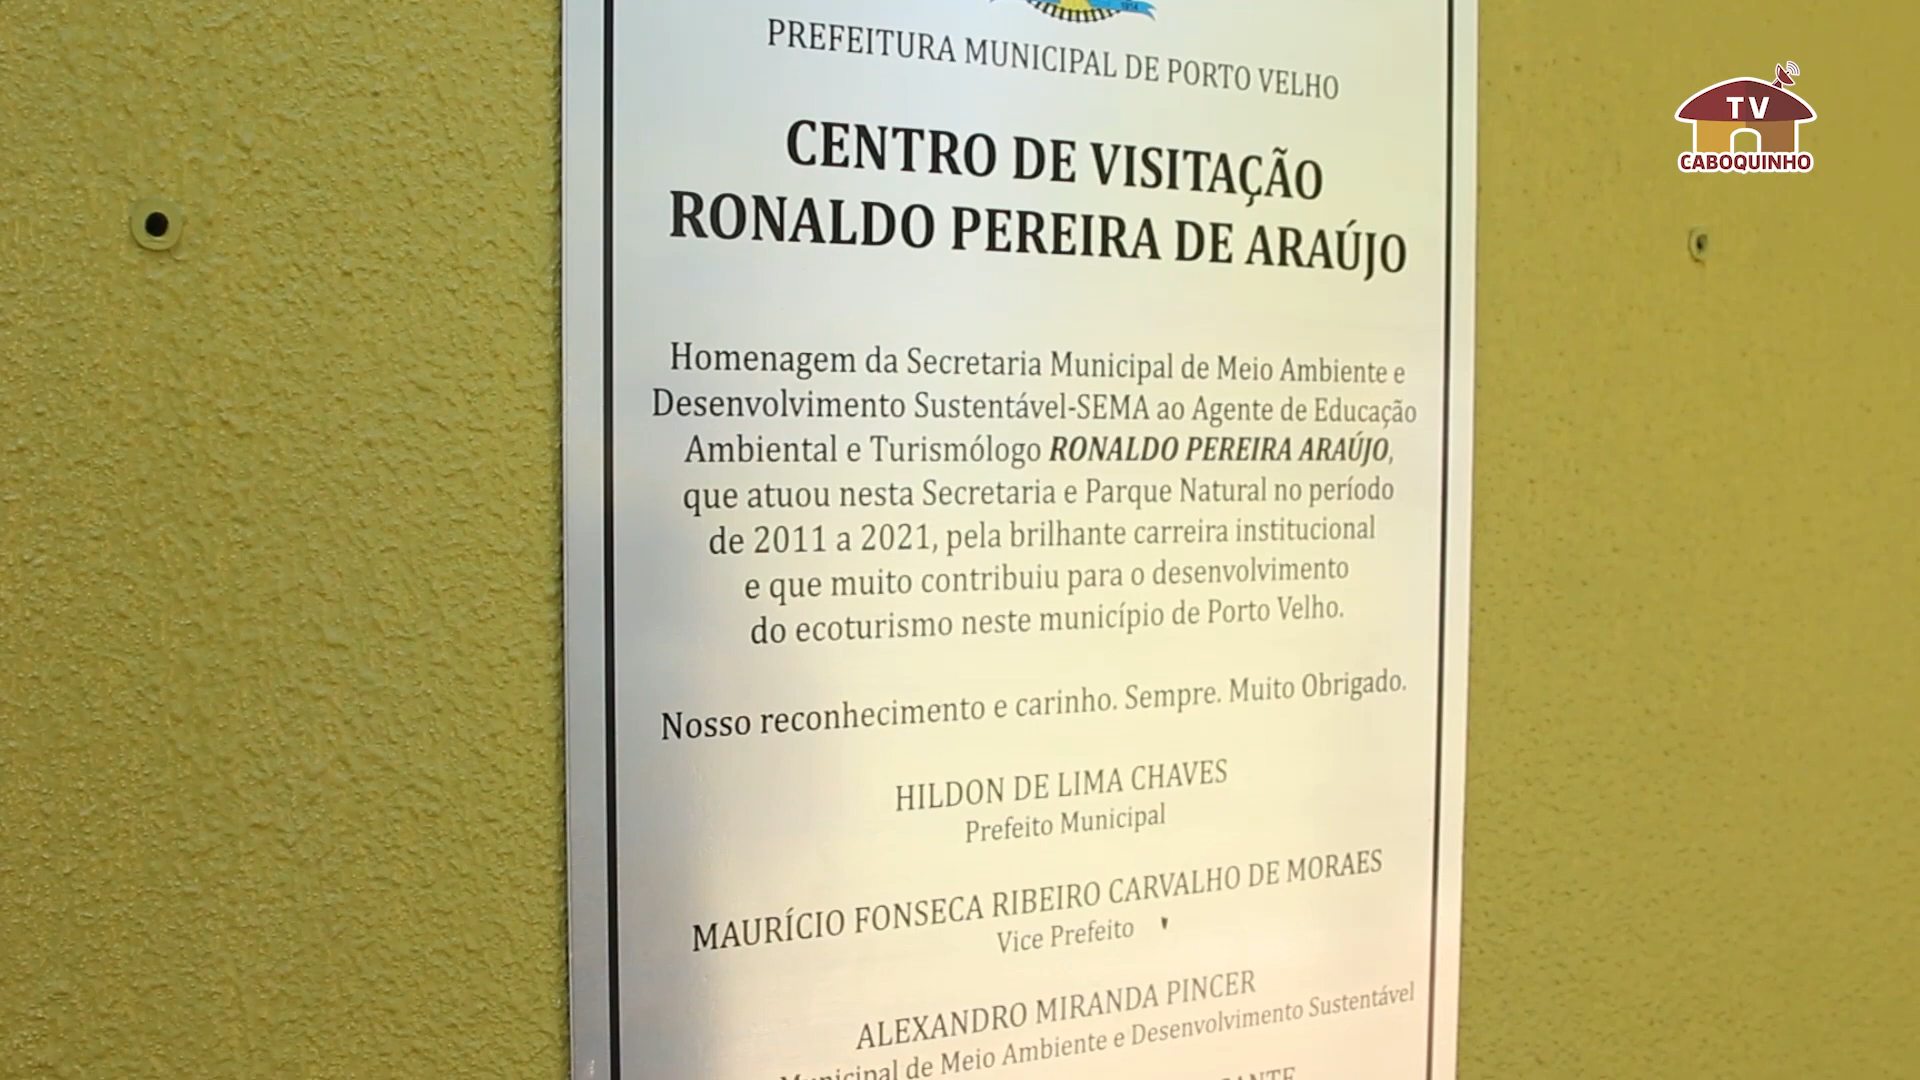 1914
PREFEITURA MUNICIPAL DE PORTO VELHO
CENTRO DE VISITAÇÃO
RONALDO PEREIRA DE ARAÚJO
Homenagem da Secretaria Municipal de Meio Ambiente e
Desenvolvimento Sustentável-SEMA ao Agente de Educação
Ambiental e Turismólogo RONALDO PEREIRA ARAÚJO,
que atuou nesta Secretaria e Parque Natural no período
de 2011 a 2021, pela brilhante carreira institucional
e que muito contribuiu para o desenvolvimento
do ecoturismo neste município de Porto Velho.
Nosso reconhecimento e carinho. Sempre. Muito Obrigado.
HILDON DE LIMA CHAVES
Prefeito Municipal
MAURÍCIO FONSECA RIBEIRO CARVALHO DE MORAES
Vice Prefeito
ALEXANDRO MIRANDA PINCER
Municipal de Meio Ambiente e Desenvolvimento Sustentável
TV
CABOQUINHO